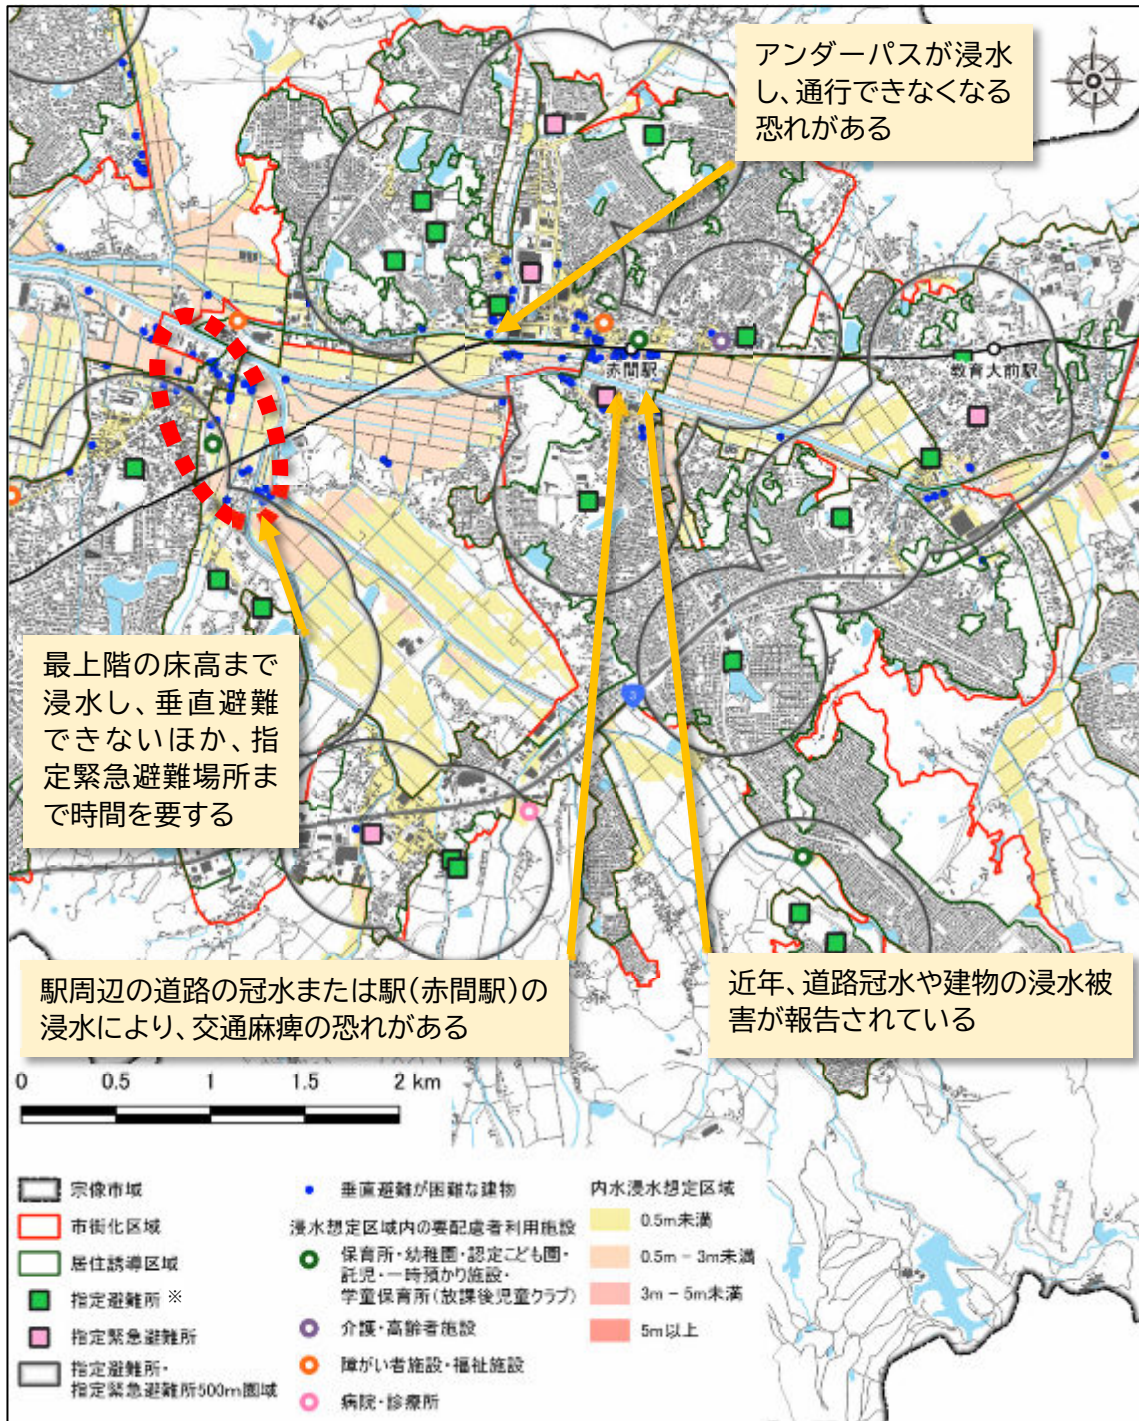 アンダーパスが浸水
し、通行できなくなる
恐れがある
N
赤間駅
教育大前駅
3
最上階の床高まで
浸水し、垂直避難
できないほか、指
定緊急避難場所ま
で時間を要する
駅周辺の道路の冠水または駅(赤間駅)の
浸水により、交通麻痺の恐れがある
近年、道路冠水や建物の浸水被
害が報告されている
0 0.5 1 1.5 2 km
宗像市域
市街化区域
居住誘導区域
指定避難所 ※
指定緊急避難所
指定避難所・
指定緊急避難所500m圏域
垂直避難が困難な建物
浸水想定区域内の要配慮者利用施設
保育所・幼稚園・認定こども園・
託児・一時預かり施設・
学童保育所(放課後児童クラブ)
介護・高齢者施設
障がい者施設・福祉施設
病院・診療所
内水浸水想定区域
0.5m未満
0.5m - 3m未満
3m - 5m未満
5m以上